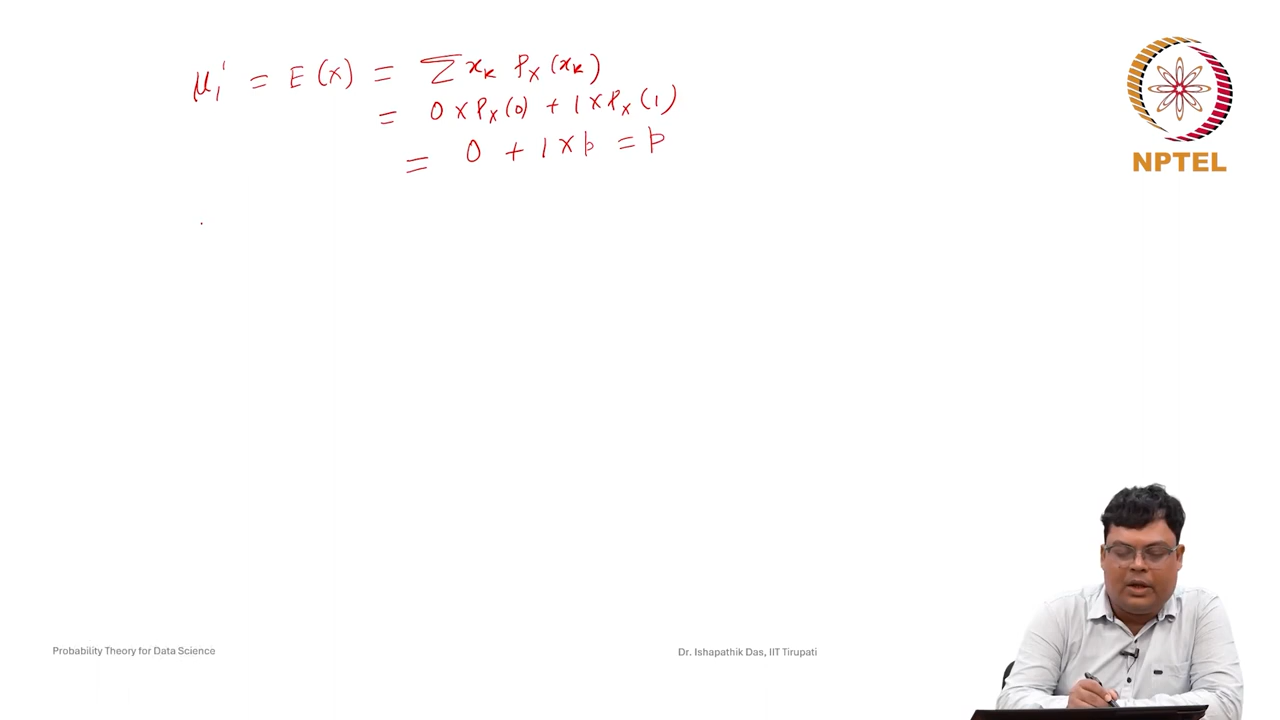 μ₁' = E(X) = Σ xₖ Pₓ(xₖ)
= 0 × Pₓ(0) + 1 × Pₓ(1)
= 0 + 1 × p = p
NPTEL
Probability Theory for Data Science
Dr. Ishapathik Das, IIT Tirupati